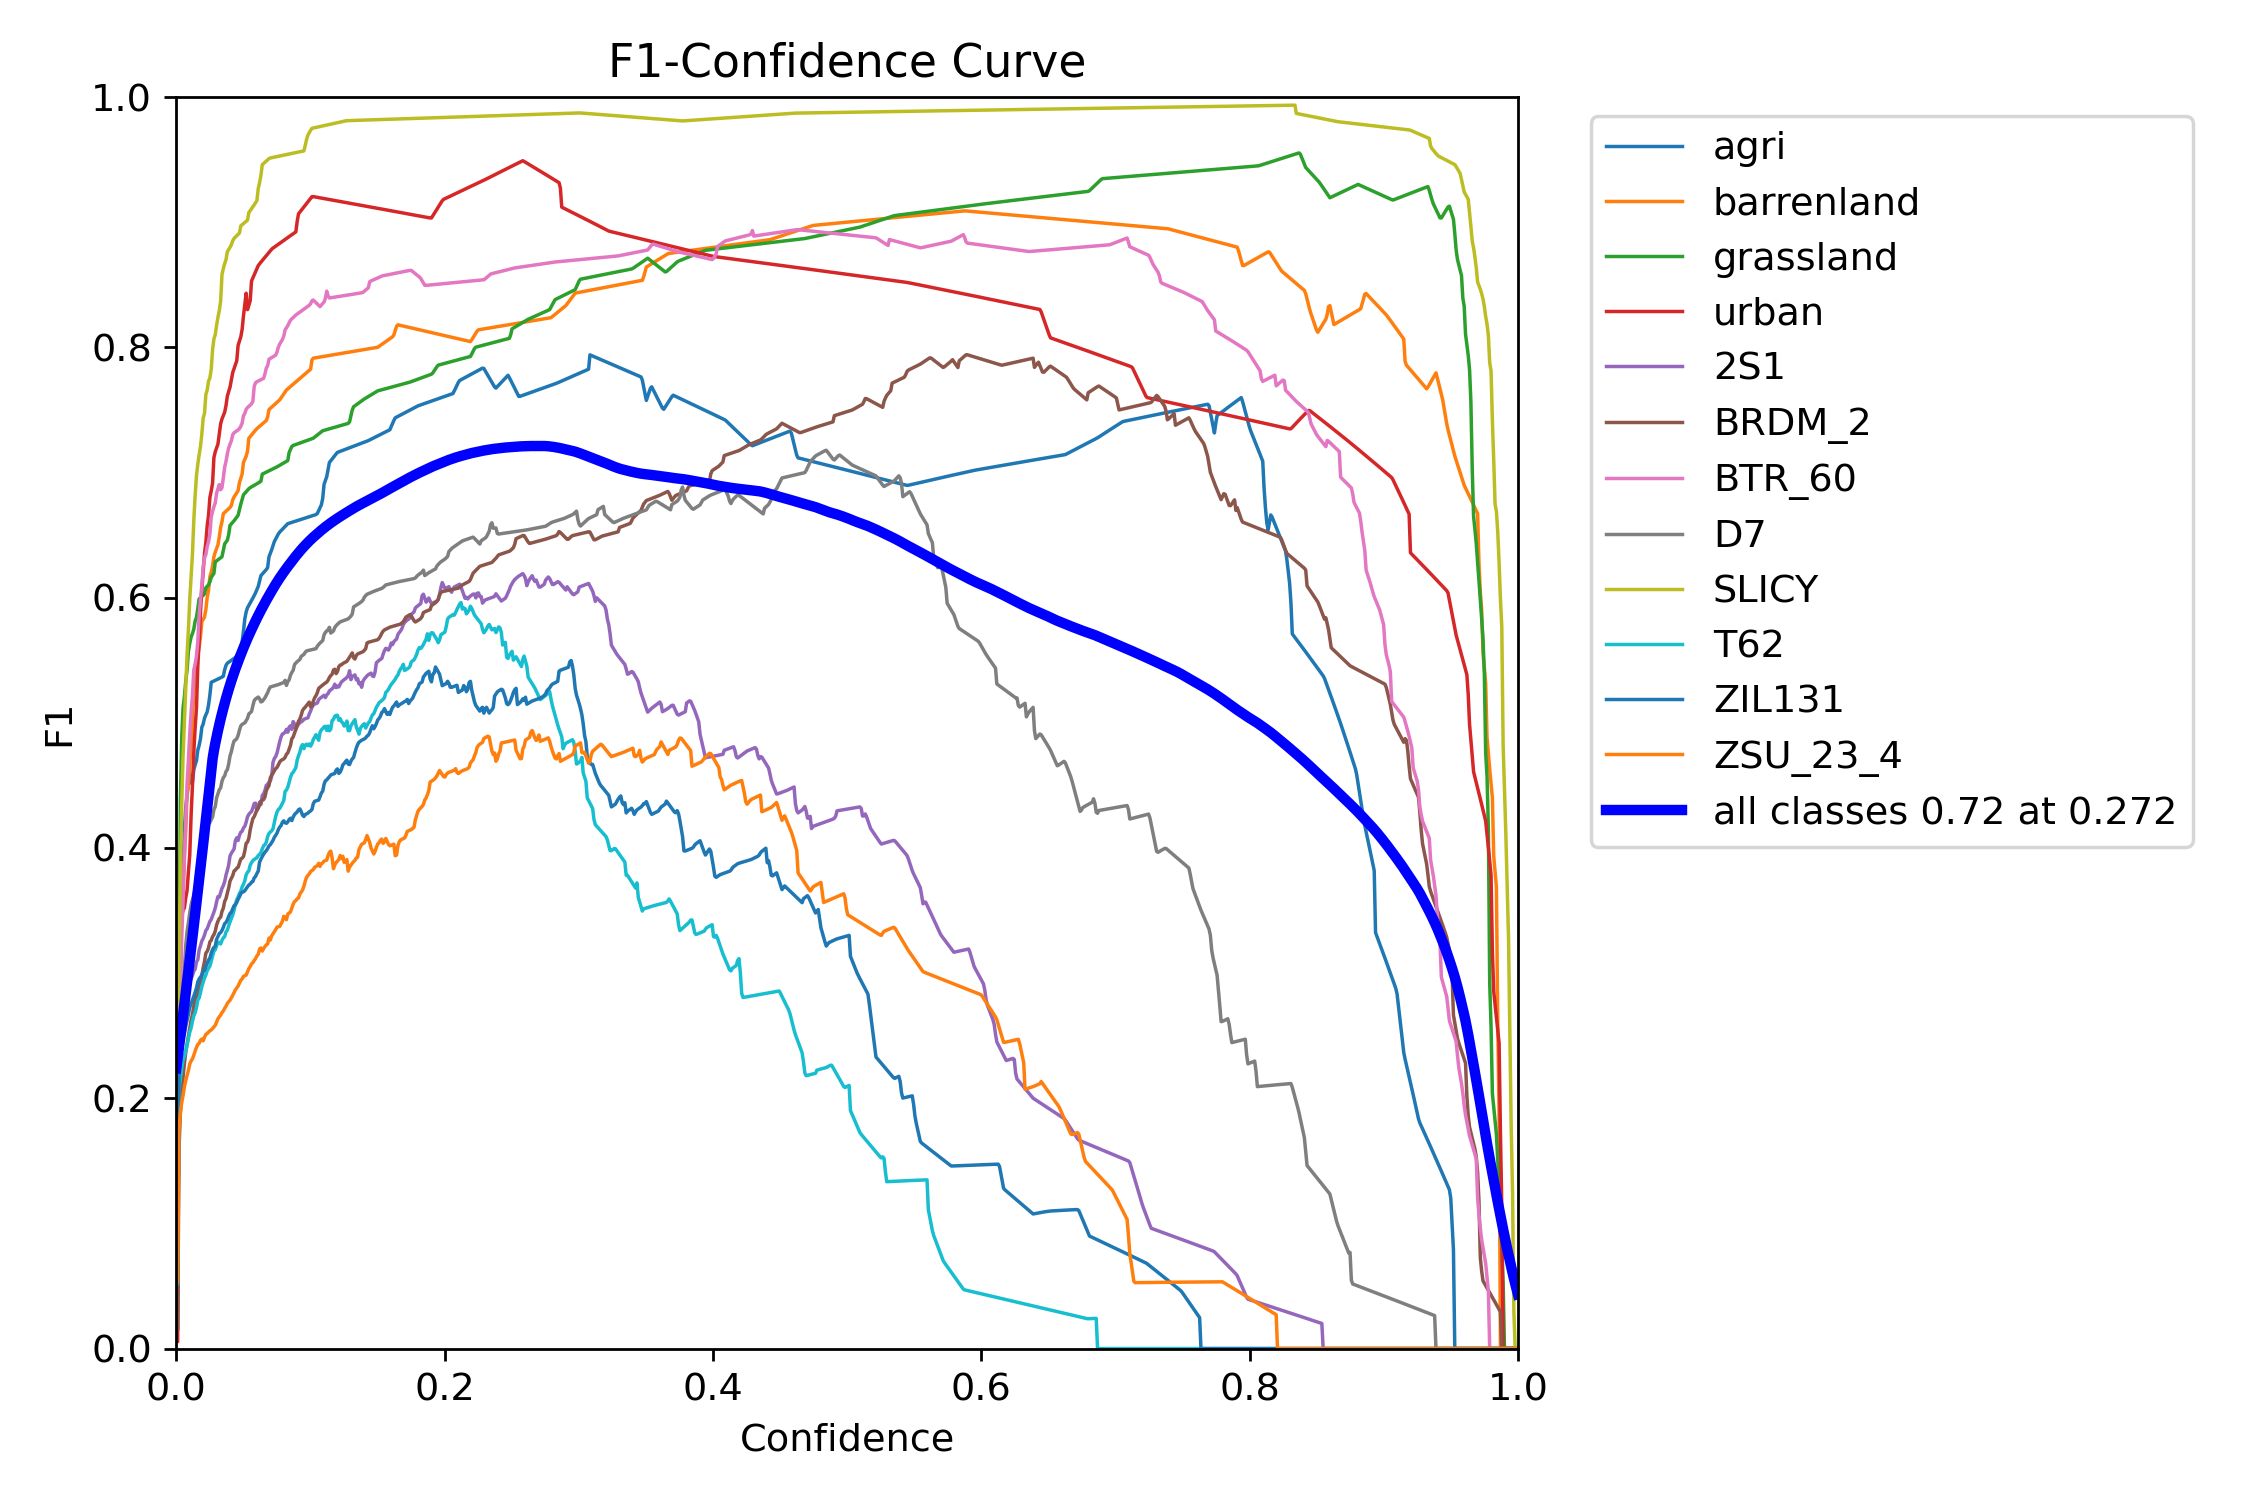 F1-Confidence Curve
1.0
0.8
0.6
0.4
0.2
0.0
F1
0.0 0.2 0.4 0.6 0.8 1.0
Confidence
agri
barrenland
grassland
urban
2S1
BRDM_2
BTR_60
D7
SLICY
T62
ZIL131
ZSU_23_4
all classes 0.72 at 0.272